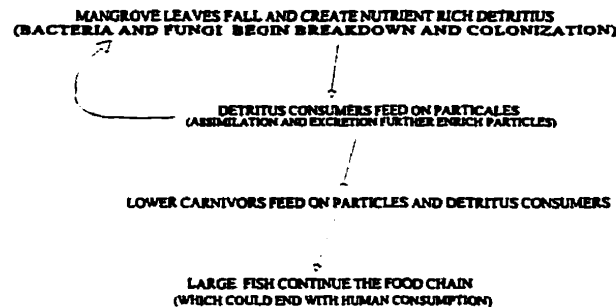 MANGROVE LEAVES FALL AND CREATE NUTRIENT RICH DETRITIUS
(BACTERIA AND FUNGI BEGIN BREAKDOWN AND COLONIZATION)
DETRITUS CONSUMERS FEED ON PARTICALES
(ASSIMILATION AND EXCRETION FURTHER ENRICH PARTICLES)
LOWER CARNIVORS FEED ON PARTICLES AND DETRITUS CONSUMERS
LARGE FISH CONTINUE THE FOOD CHAIN
(WHICH COULD END WITH HUMAN CONSUMPTION)